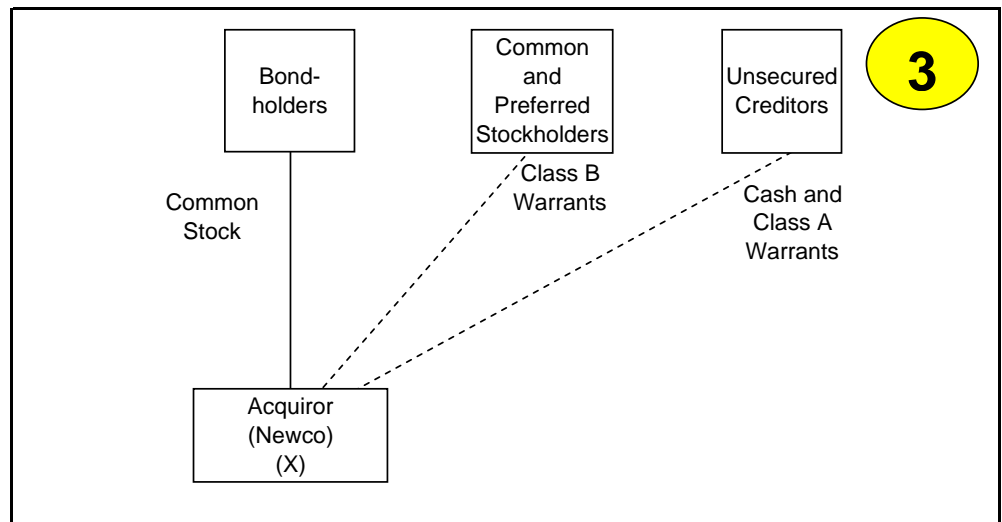 Bond-
holders
Common
and
Preferred
Stockholders
Unsecured
Creditors
3
Common
Stock
Class B
Warrants
Cash and
Class A
Warrants
Acquiror
(Newco)
(X)